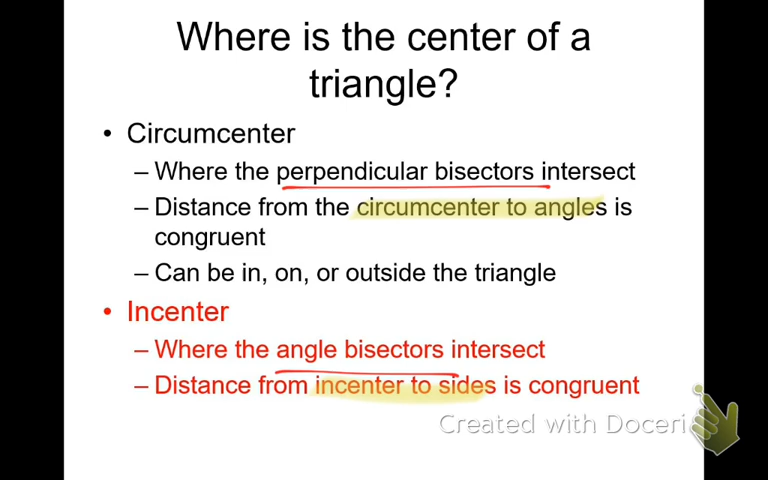 Where is the center of a
triangle?
• Circumcenter
– Where the perpendicular bisectors intersect
– Distance from the circumcenter to angles is
congruent
– Can be in, on, or outside the triangle
• Incenter
– Where the angle bisectors intersect
– Distance from incenter to sides is congruent
Created with Doceri